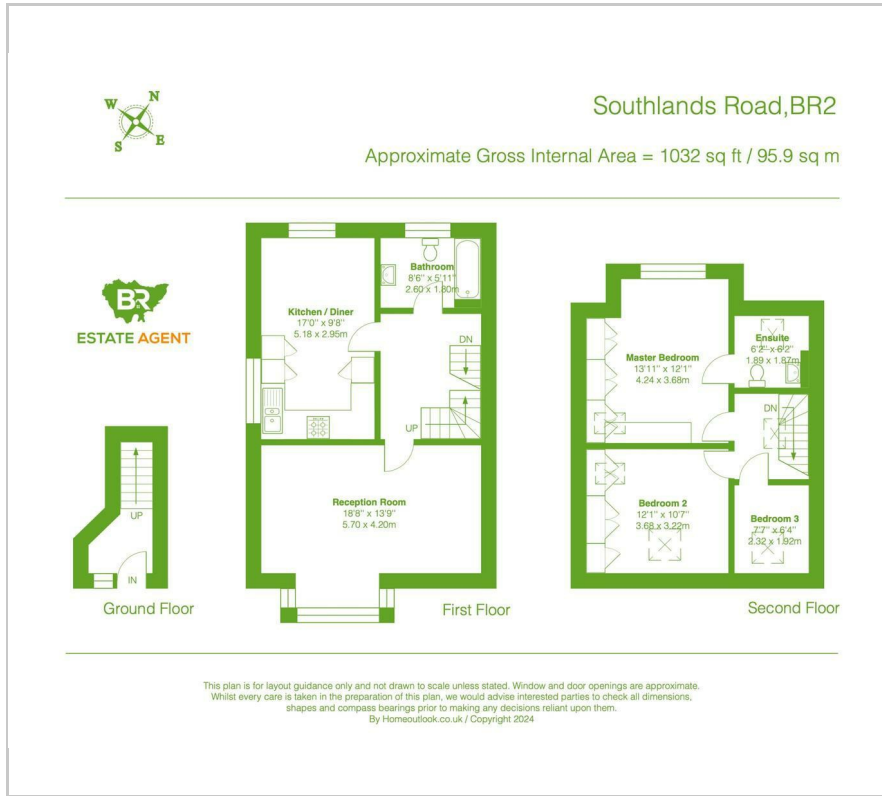 W N
S E
Southlands Road,BR2
Approximate Gross Internal Area = 1032 sq ft / 95.9 sq m
BR
ESTATE AGENT
UP
IN
Ground Floor
Kitchen / Diner
17'0" x 9'8"
5.18 x 2.95m
Bathroom
8'6" x 5'11"
2.60 x 1.80m
DN
UP
Reception Room
18'8" x 13'9"
5.70 x 4.20m
First Floor
Master Bedroom
13'11" x 12'1"
4.24 x 3.68m
Ensuite
6'2" x 6'2"
1.89 x 1.87m
DN
Bedroom 2
12'1" x 10'7"
3.68 x 3.22m
Bedroom 3
7'7" x 6'4"
2.32 x 1.92m
Second Floor
This plan is for layout guidance only and not drawn to scale unless stated. Window and door openings are approximate.
Whilst every care is taken in the preparation of this plan, we would advise interested parties to check all dimensions,
shapes and compass bearings prior to making any decisions reliant upon them.
By Homeoutlook.co.uk / Copyright 2024